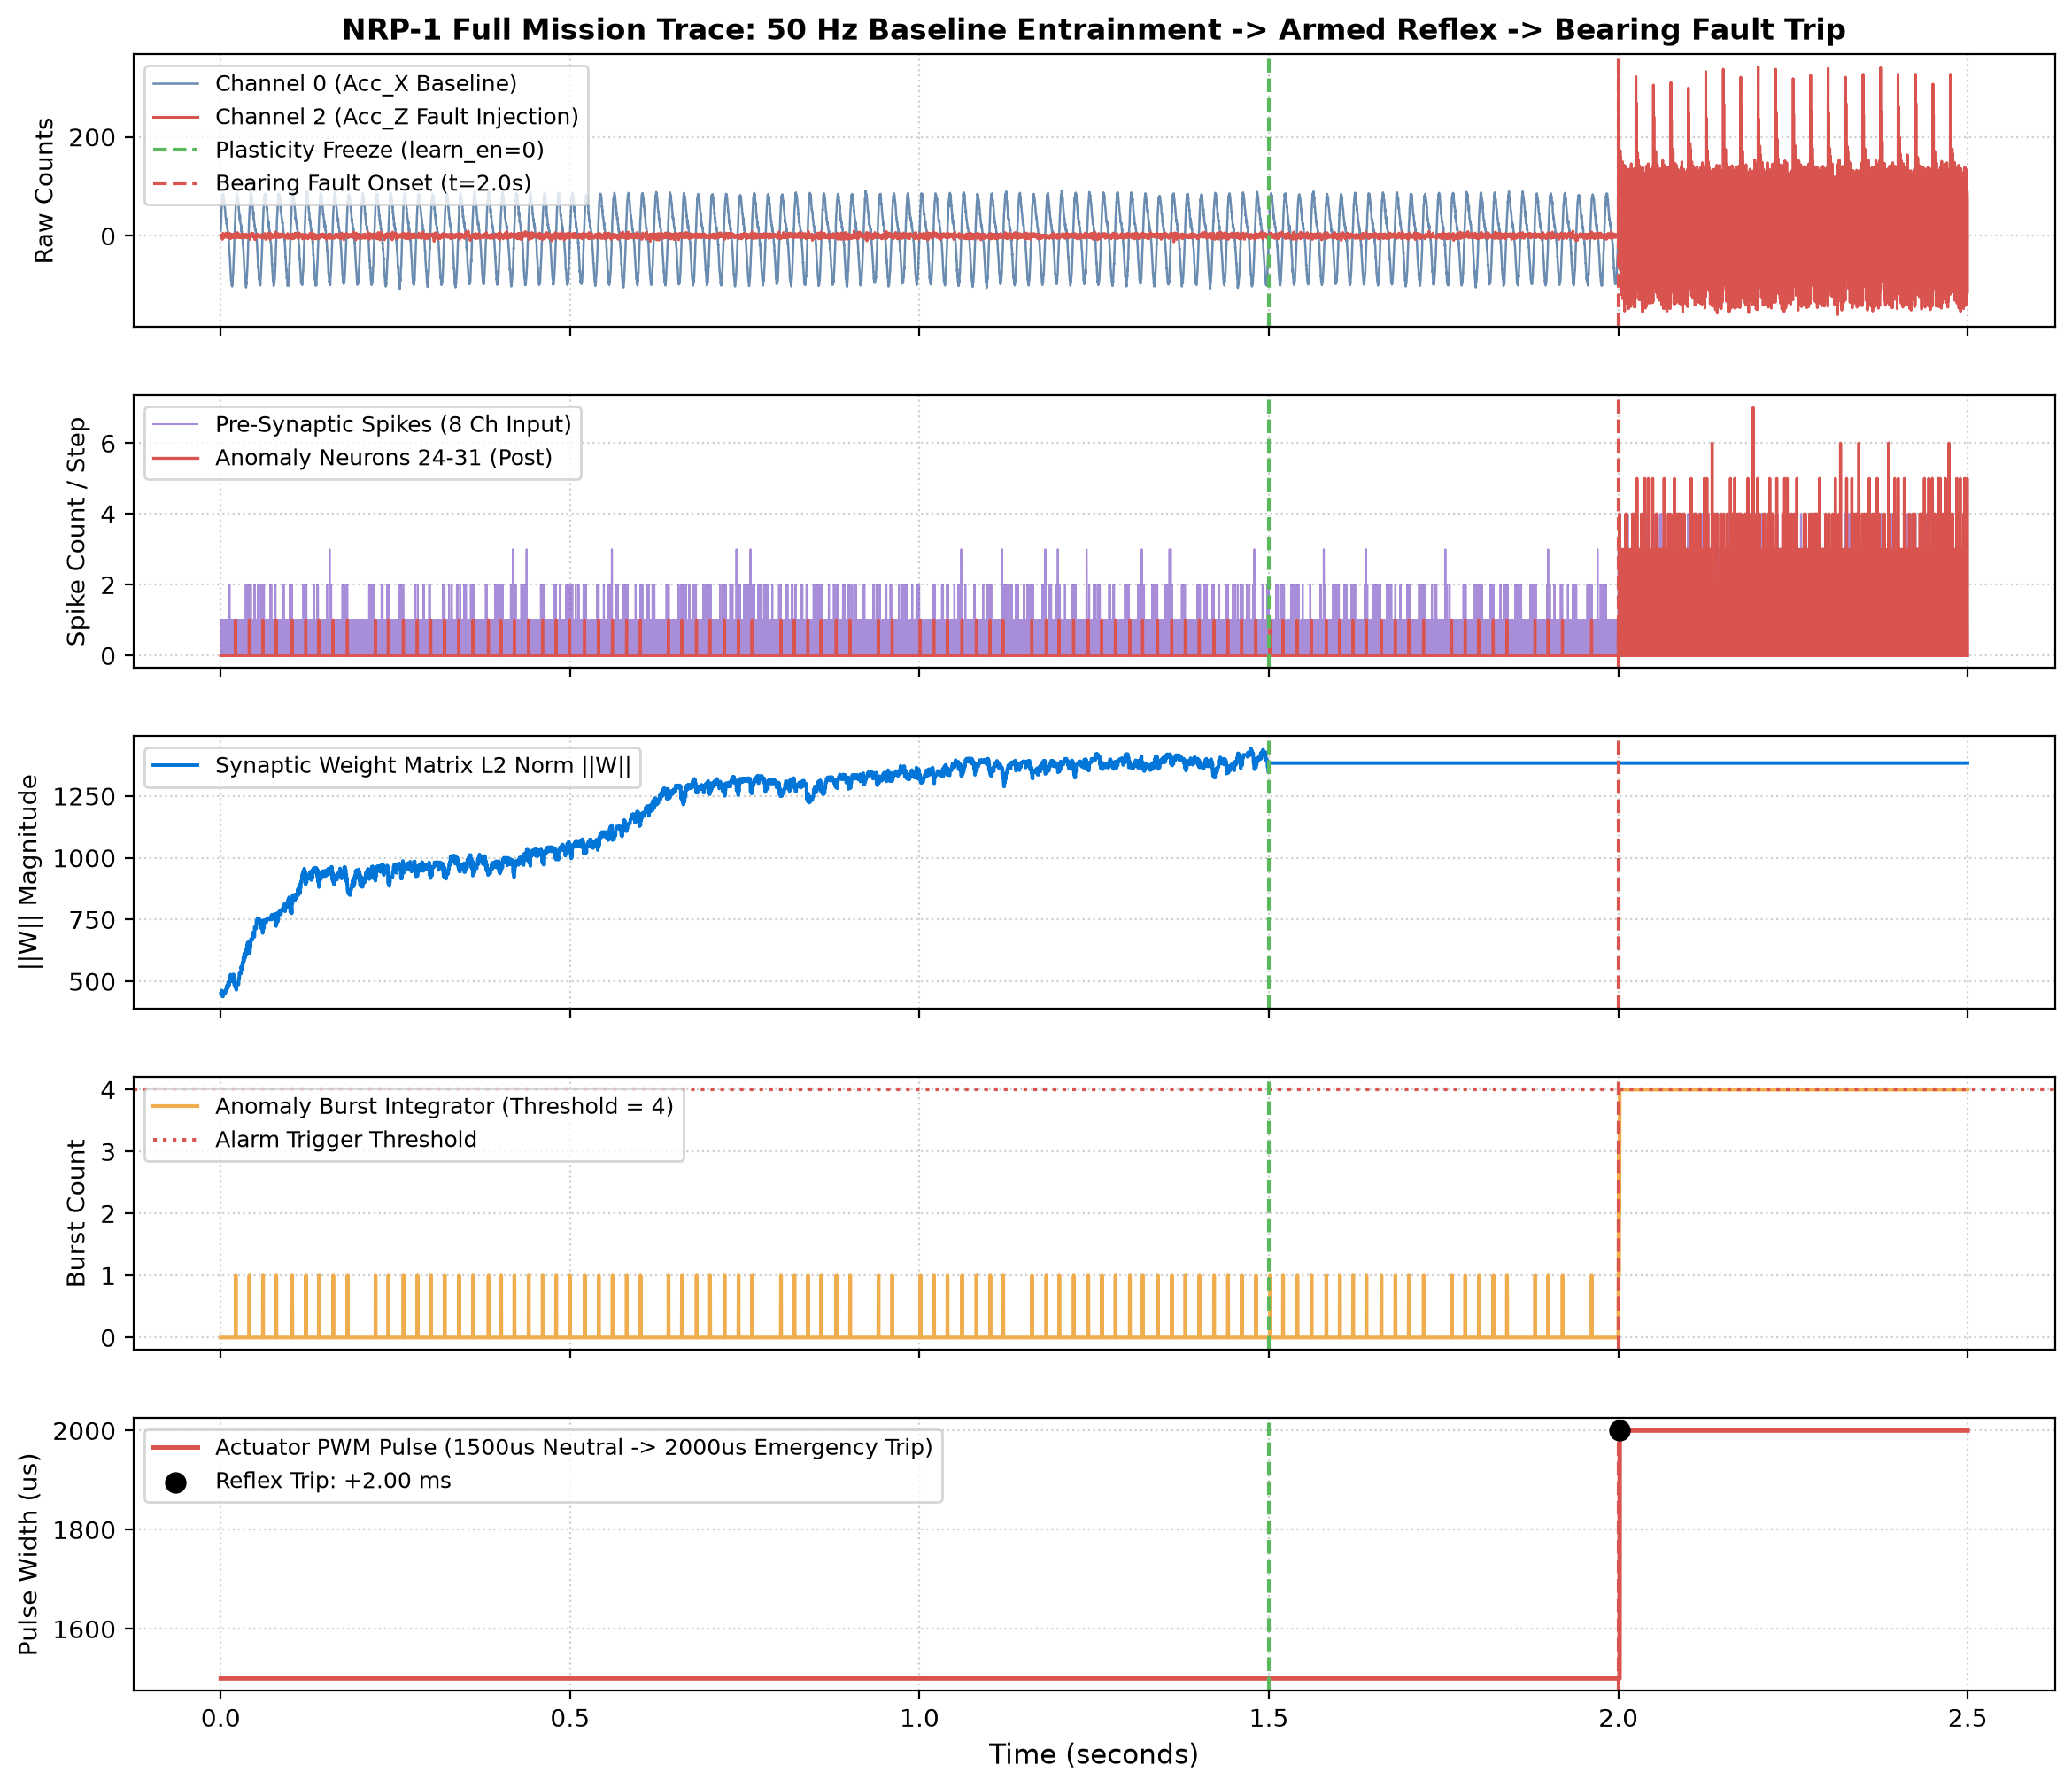 NRP-1 Full Mission Trace: 50 Hz Baseline Entrainment -> Armed Reflex -> Bearing Fault Trip
Raw Counts
200
0
Channel 0 (Acc_X Baseline)
Channel 2 (Acc_Z Fault Injection)
Plasticity Freeze (learn_en=0)
Bearing Fault Onset (t=2.0s)
Spike Count / Step
6
4
2
0
Pre-Synaptic Spikes (8 Ch Input)
Anomaly Neurons 24-31 (Post)
||W|| Magnitude
1250
1000
750
500
Synaptic Weight Matrix L2 Norm ||W||
Burst Count
4
3
2
1
0
Anomaly Burst Integrator (Threshold = 4)
Alarm Trigger Threshold
Pulse Width (us)
2000
1800
1600
Actuator PWM Pulse (1500us Neutral -> 2000us Emergency Trip)
Reflex Trip: +2.00 ms
0.0 0.5 1.0 1.5 2.0 2.5
Time (seconds)